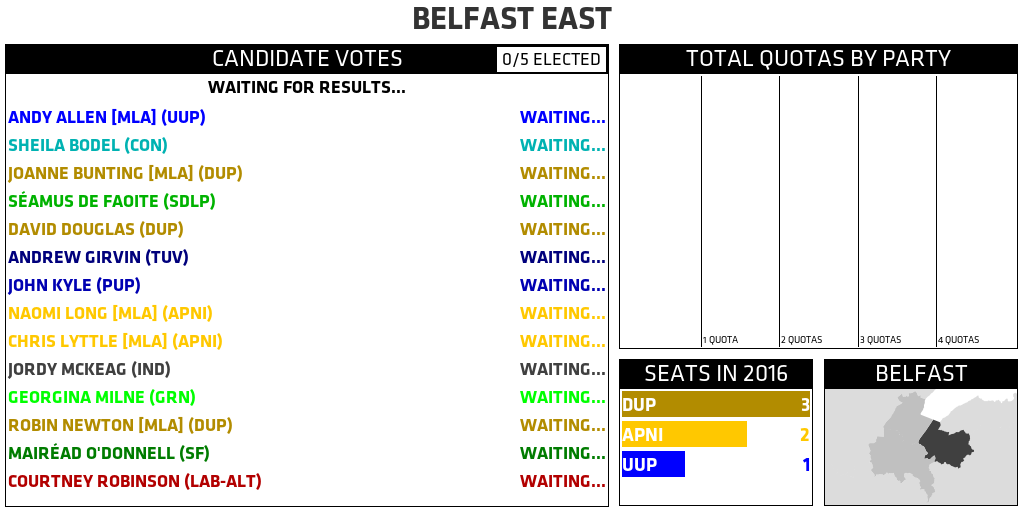 BELFAST EAST
CANDIDATE VOTES 0/5 ELECTED
WAITING FOR RESULTS...
ANDY ALLEN [MLA] (UUP) WAITING...
SHEILA BODEL (CON) WAITING...
JOANNE BUNTING [MLA] (DUP) WAITING...
SÉAMUS DE FAOITE (SDLP) WAITING...
DAVID DOUGLAS (DUP) WAITING...
ANDREW GIRVIN (TUV) WAITING...
JOHN KYLE (PUP) WAITING...
NAOMI LONG [MLA] (APNI) WAITING...
CHRIS LYTTLE [MLA] (APNI) WAITING...
JORDY MCKEAG (IND) WAITING...
GEORGINA MILNE (GRN) WAITING...
ROBIN NEWTON [MLA] (DUP) WAITING...
MAIRÉAD O'DONNELL (SF) WAITING...
COURTNEY ROBINSON (LAB-ALT) WAITING...
TOTAL QUOTAS BY PARTY
1 QUOTA 2 QUOTAS 3 QUOTAS 4 QUOTAS
SEATS IN 2016
DUP 3
APNI 2
UUP 1
BELFAST